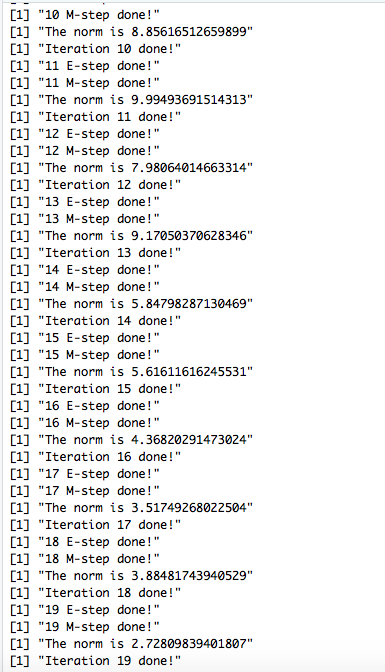 [1] "10 M-step done!"
[1] "The norm is 8.85616512659899"
[1] "Iteration 10 done!"
[1] "11 E-step done!"
[1] "11 M-step done!"
[1] "The norm is 9.99493691514313"
[1] "Iteration 11 done!"
[1] "12 E-step done!"
[1] "12 M-step done!"
[1] "The norm is 7.98064014663314"
[1] "Iteration 12 done!"
[1] "13 E-step done!"
[1] "13 M-step done!"
[1] "The norm is 9.17050370628346"
[1] "Iteration 13 done!"
[1] "14 E-step done!"
[1] "14 M-step done!"
[1] "The norm is 5.84798287130469"
[1] "Iteration 14 done!"
[1] "15 E-step done!"
[1] "15 M-step done!"
[1] "The norm is 5.61611616245531"
[1] "Iteration 15 done!"
[1] "16 E-step done!"
[1] "16 M-step done!"
[1] "The norm is 4.36820291473024"
[1] "Iteration 16 done!"
[1] "17 E-step done!"
[1] "17 M-step done!"
[1] "The norm is 3.51749268022504"
[1] "Iteration 17 done!"
[1] "18 E-step done!"
[1] "18 M-step done!"
[1] "The norm is 3.88481743940529"
[1] "Iteration 18 done!"
[1] "19 E-step done!"
[1] "19 M-step done!"
[1] "The norm is 2.72809839401807"
[1] "Iteration 19 done!"